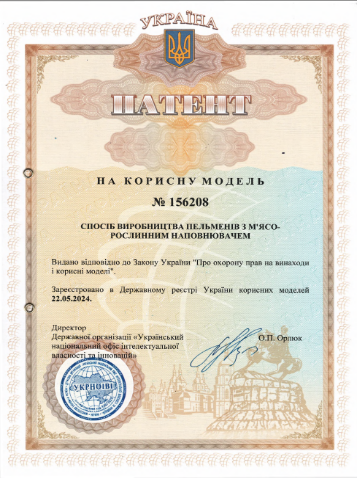 УКРАЇНА
ПАТЕНТ
НА КОРИСНУ МОДЕЛЬ
№ 156208
СПОСІБ ВИРОБНИЦТВА ПЕЛЬМЕНІВ З М'ЯСО-
РОСЛИННИМ НАПОВНЮВАЧЕМ
Видано відповідно до Закону України "Про охорону прав на винаходи
і корисні моделі".
Зареєстровано в Державному реєстрі України корисних моделей
22.05.2024.
Директор
Державної організації «Український
національний офіс інтелектуальної
власності та інновацій»
О.П. Орлюк
УКРНОІВІ